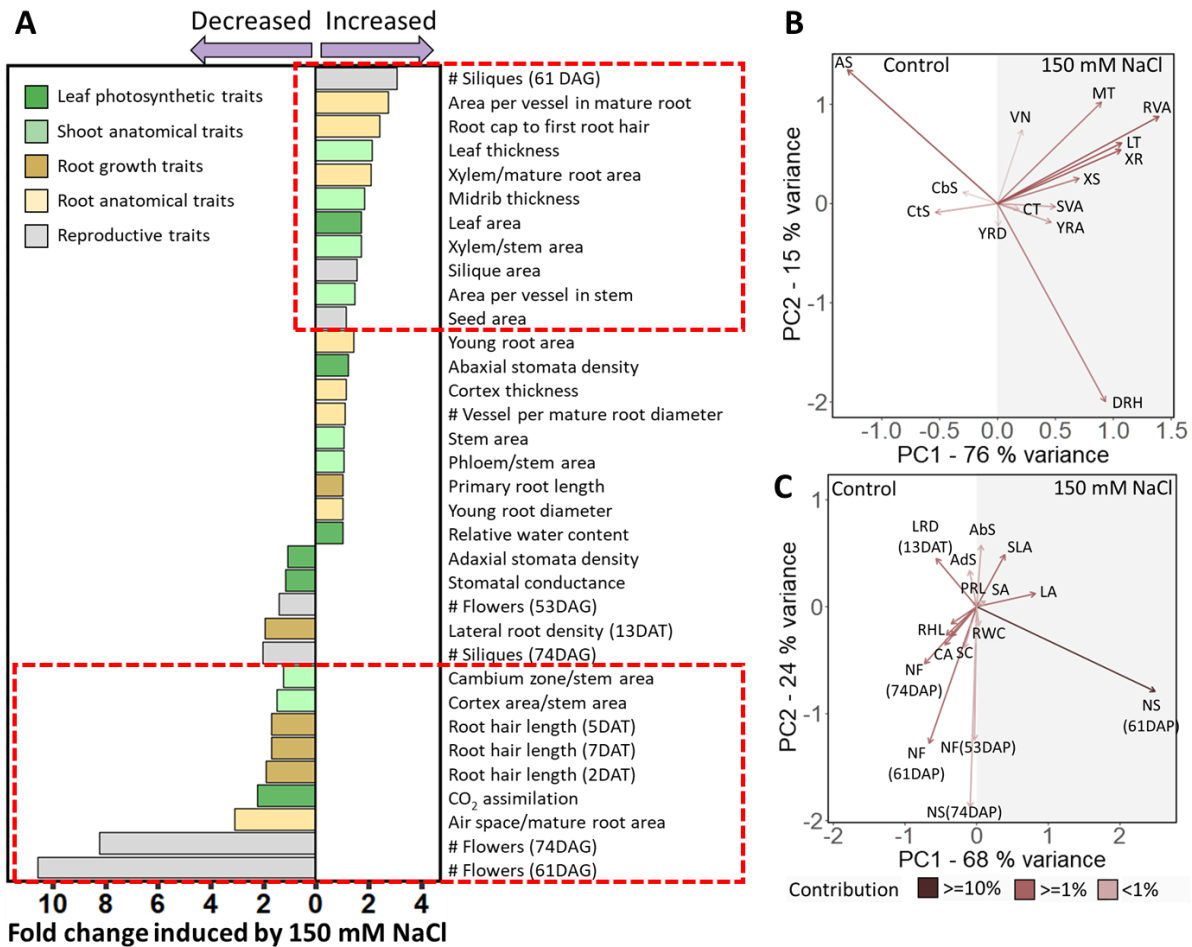 A
Decreased Increased
Leaf photosynthetic traits
Shoot anatomical traits
Root growth traits
Root anatomical traits
Reproductive traits
# Siliques (61 DAG)
Area per vessel in mature root
Root cap to first root hair
Leaf thickness
Xylem/mature root area
Midrib thickness
Leaf area
Xylem/stem area
Silique area
Area per vessel in stem
Seed area
Young root area
Abaxial stomata density
Cortex thickness
# Vessel per mature root diameter
Stem area
Phloem/stem area
Primary root length
Young root diameter
Relative water content
Adaxial stomata density
Stomatal conductance
# Flowers (53DAG)
Lateral root density (13DAT)
# Siliques (74DAG)
Cambium zone/stem area
Cortex area/stem area
Root hair length (5DAT)
Root hair length (7DAT)
Root hair length (2DAT)
CO2 assimilation
Air space/mature root area
# Flowers (74DAG)
# Flowers (61DAG)
10 8 6 4 2 0 2 4
Fold change induced by 150 mM NaCl
B
Control 150 mM NaCl
AS
MT
RVA
VN
LT
XR
XS
CbS
CtS
CT
SVA
YRD
YRA
DRH
1
0
-1
-2
PC2 - 15 % variance
-1.0 -0.5 0.0 0.5 1.0 1.5
PC1 - 76 % variance
C
Control 150 mM NaCl
LRD
(13DAT)
AbS
SLA
AdS
PRL SA
LA
RHL
RWC
CA SC
NF
(74DAP)
NS
(61DAP)
NF
(61DAP)
NF(53DAP)
NS(74DAP)
1
0
-1
-2
PC2 - 24 % variance
-2 -1 0 1 2
PC1 - 68 % variance
Contribution >=10% >=1% <1%